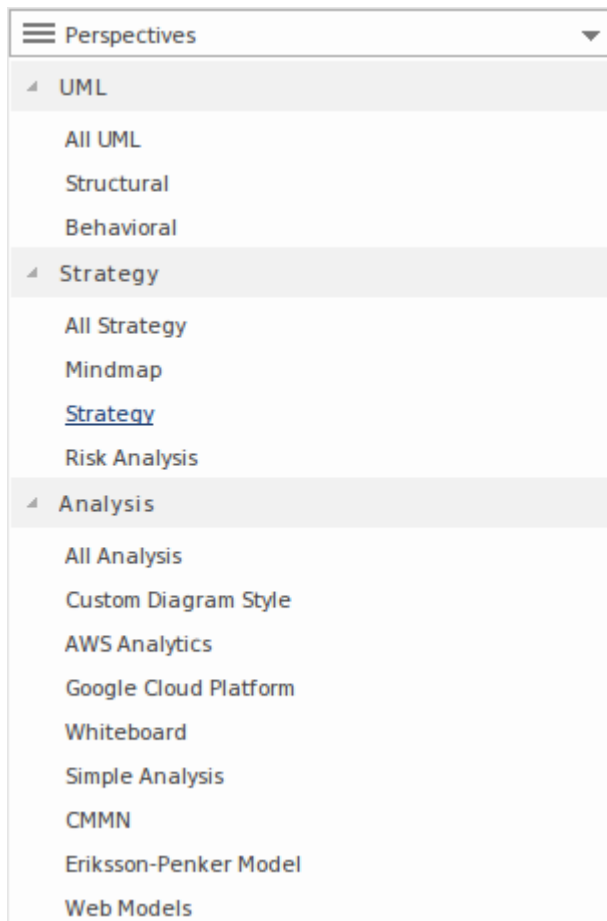 Perspectives
UML
All UML
Structural
Behavioral
Strategy
All Strategy
Mindmap
Strategy
Risk Analysis
Analysis
All Analysis
Custom Diagram Style
AWS Analytics
Google Cloud Platform
Whiteboard
Simple Analysis
CMMN
Eriksson-Penker Model
Web Models